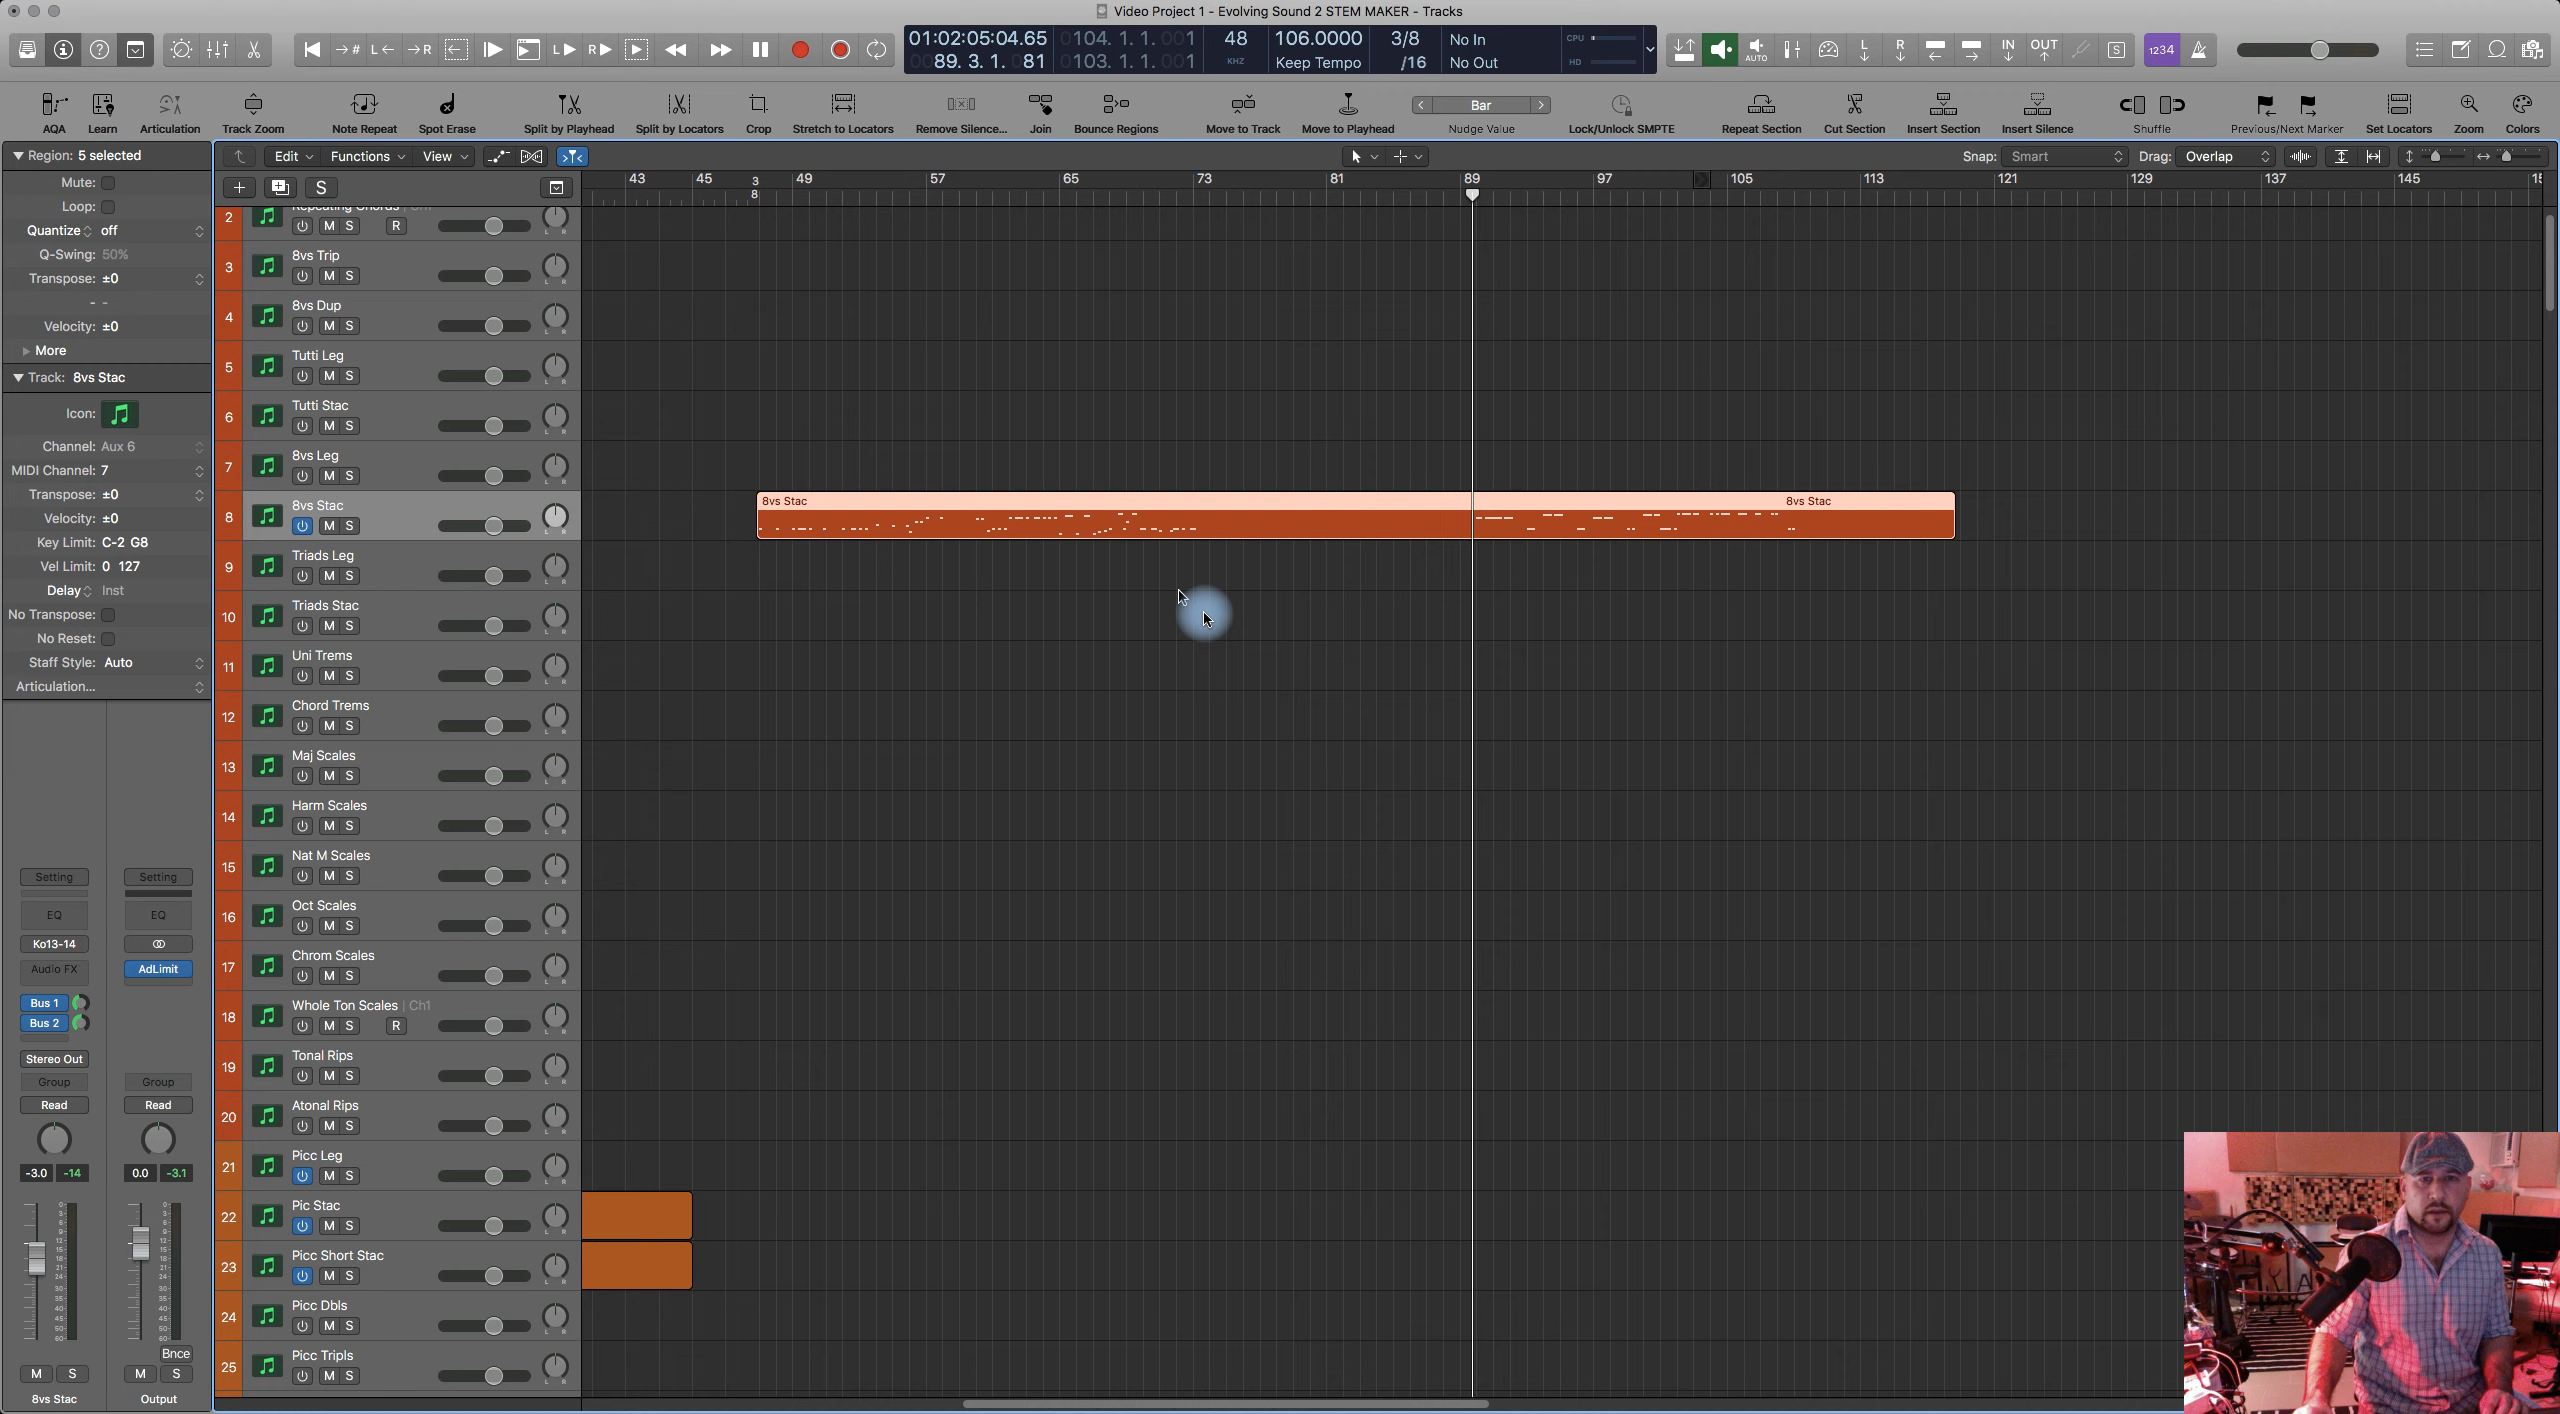 Video Project 1 - Evolving Sound 2 STEM MAKER - Tracks
→# L← →R L▶ R▶
01:02:05:04.65 0104. 1. 1. 001 48 106.0000 3/8 No In CPU
0089. 3. 1. 081 0103. 1. 1. 001 KHZ Keep Tempo /16 No Out HD
AUTO L R IN OUT S 1234
AQA Learn Articulation Track Zoom Note Repeat Spot Erase Split by Playhead Split by Locators Crop Stretch to Locators Remove Silence... Join Bounce Regions Move to Track Move to Playhead Bar Nudge Value Lock/Unlock SMPTE Repeat Section Cut Section Insert Section Insert Silence Shuffle Previous/Next Marker Set Locators Zoom Colors
Region: 5 selected
Edit Functions View Snap: Smart Drag: Overlap
43 45 3 49 57 65 73 81 89 97 105 113 121 129 137 145
8
S
Mute:
Loop:
Quantize off
Q-Swing: 50%
Transpose: ±0
- -
Velocity: ±0
More
Track: 8vs Stac
Icon:
Channel: Aux 6
MIDI Channel: 7
Transpose: ±0
Velocity: ±0
Key Limit: C-2 G8
Vel Limit: 0 127
Delay Inst
No Transpose:
No Reset:
Staff Style: Auto
Articulation...
Setting Setting
EQ EQ
Ko13-14
Audio FX AdLimit
Bus 1
Bus 2
Stereo Out
Group Group
Read Read
-3.0 -14 0.0 -3.1
Bnce
M S M S
8vs Stac Output
2 Repeating Chords
M S R
3 8vs Trip
M S
4 8vs Dup
M S
5 Tutti Leg
M S
6 Tutti Stac
M S
7 8vs Leg
M S
8 8vs Stac
M S
8vs Stac 8vs Stac
9 Triads Leg
M S
10 Triads Stac
M S
11 Uni Trems
M S
12 Chord Trems
M S
13 Maj Scales
M S
14 Harm Scales
M S
15 Nat M Scales
M S
16 Oct Scales
M S
17 Chrom Scales
M S
18 Whole Ton Scales | Ch1
M S R
19 Tonal Rips
M S
20 Atonal Rips
M S
21 Picc Leg
M S
22 Pic Stac
M S
23 Picc Short Stac
M S
24 Picc Dbls
M S
25 Picc Tripls
M S